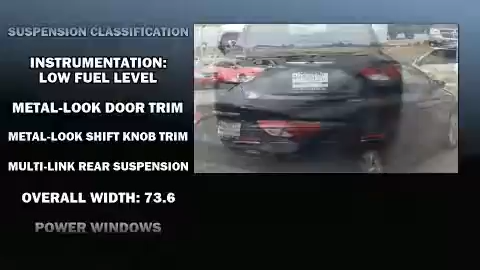 SUSPENSION CLASSIFICATION
INSTRUMENTATION:
LOW FUEL LEVEL
METAL-LOOK DOOR TRIM
METAL-LOOK SHIFT KNOB TRIM
MULTI-LINK REAR SUSPENSION
OVERALL WIDTH: 73.6
POWER WINDOWS